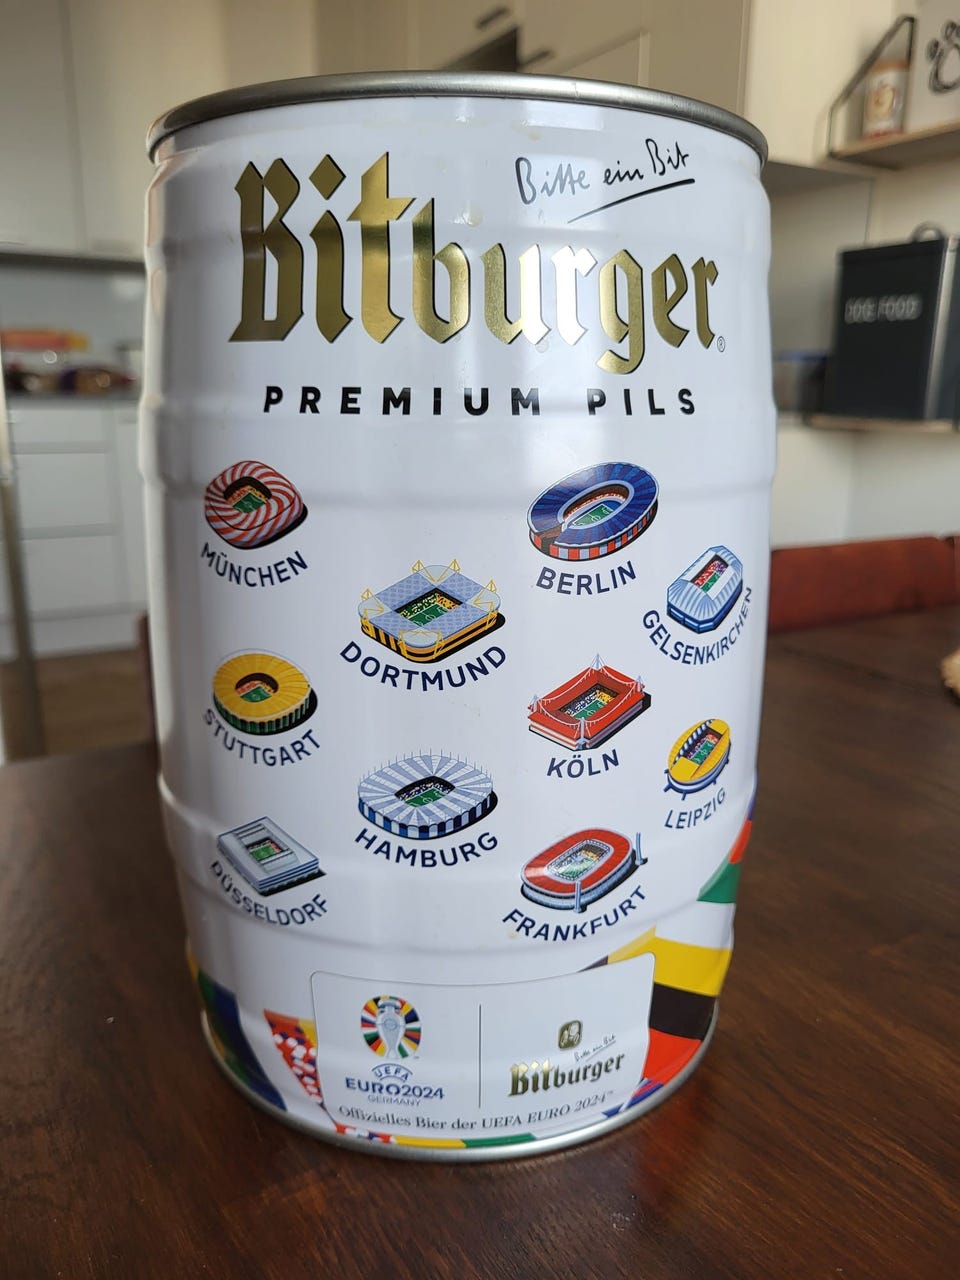 Bitte ein Bit
Bitburger®
PREMIUM PILS
MÜNCHEN
BERLIN
DORTMUND
GELSENKIRCHEN
STUTTGART
KÖLN
HAMBURG
LEIPZIG
DÜSSELDORF
FRANKFURT
UEFA
EURO2024
GERMANY
Bitte ein Bit
Bitburger
Offizielles Bier der UEFA EURO 2024™
DOG FOOD